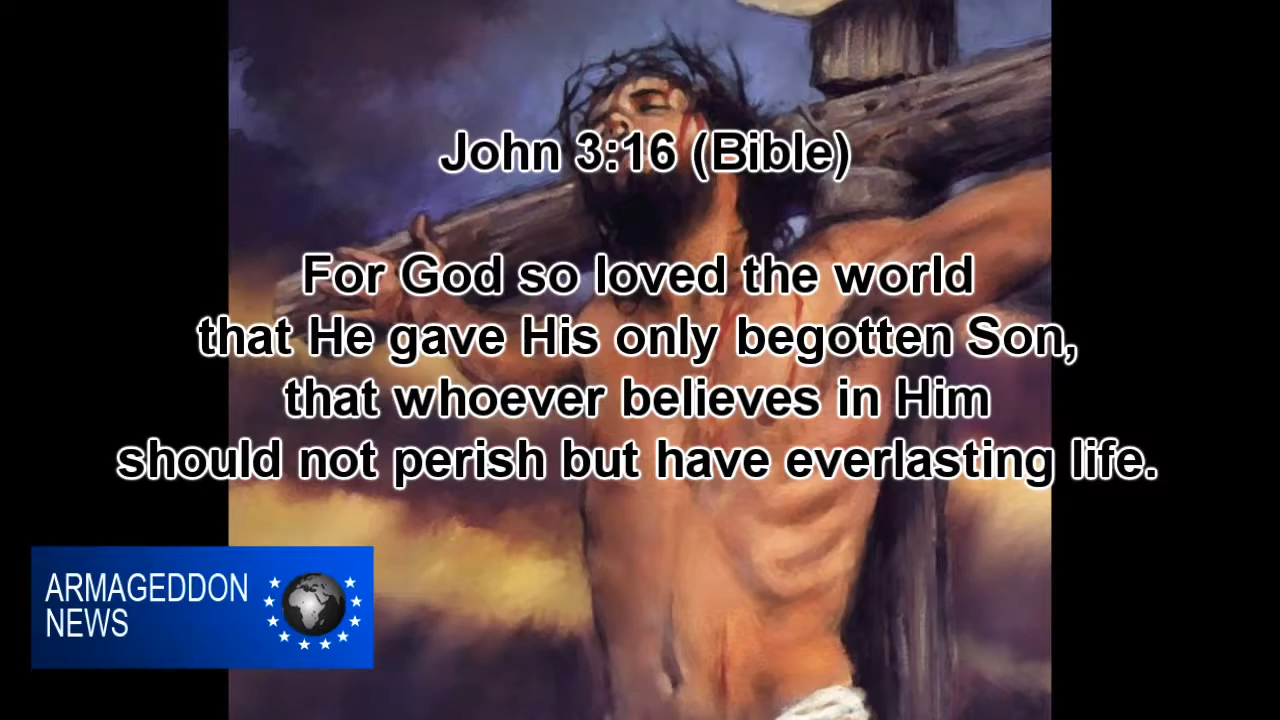 John 3:16 (Bible)
For God so loved the world
that He gave His only begotten Son,
that whoever believes in Him
should not perish but have everlasting life.
ARMAGEDDON
NEWS